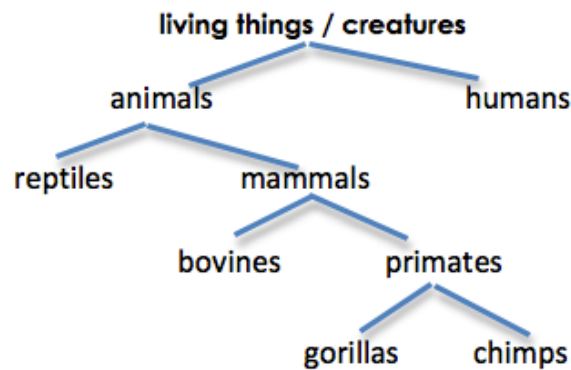 living things / creatures
animals humans
reptiles mammals
bovines primates
gorillas chimps